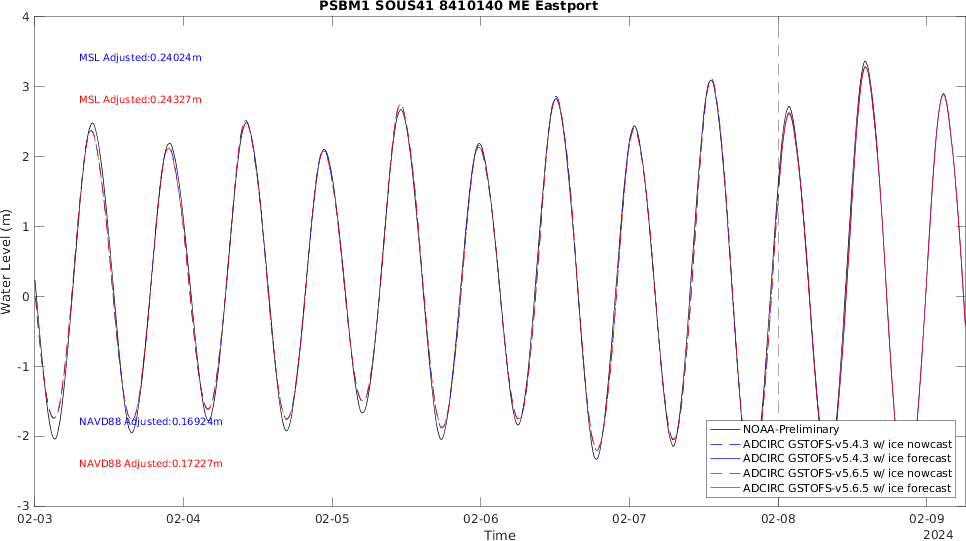 PSBM1 SOUS41 8410140 ME Eastport
4
3
2
1
0
-1
-2
-3
Water Level (m)
MSL Adjusted:0.24024m
MSL Adjusted:0.24327m
NAVD88 Adjusted:0.16924m
NAVD88 Adjusted:0.17227m
NOAA-Preliminary
ADCIRC GSTOFS-v5.4.3 w/ ice nowcast
ADCIRC GSTOFS-v5.4.3 w/ ice forecast
ADCIRC GSTOFS-v5.6.5 w/ ice nowcast
ADCIRC GSTOFS-v5.6.5 w/ ice forecast
02-03 02-04 02-05 02-06 02-07 02-08 02-09
Time
2024